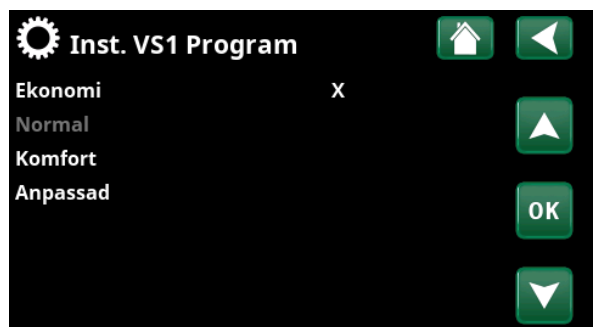 Inst. VS1 Program
Ekonomi X
Normal
Komfort
Anpassad
OK